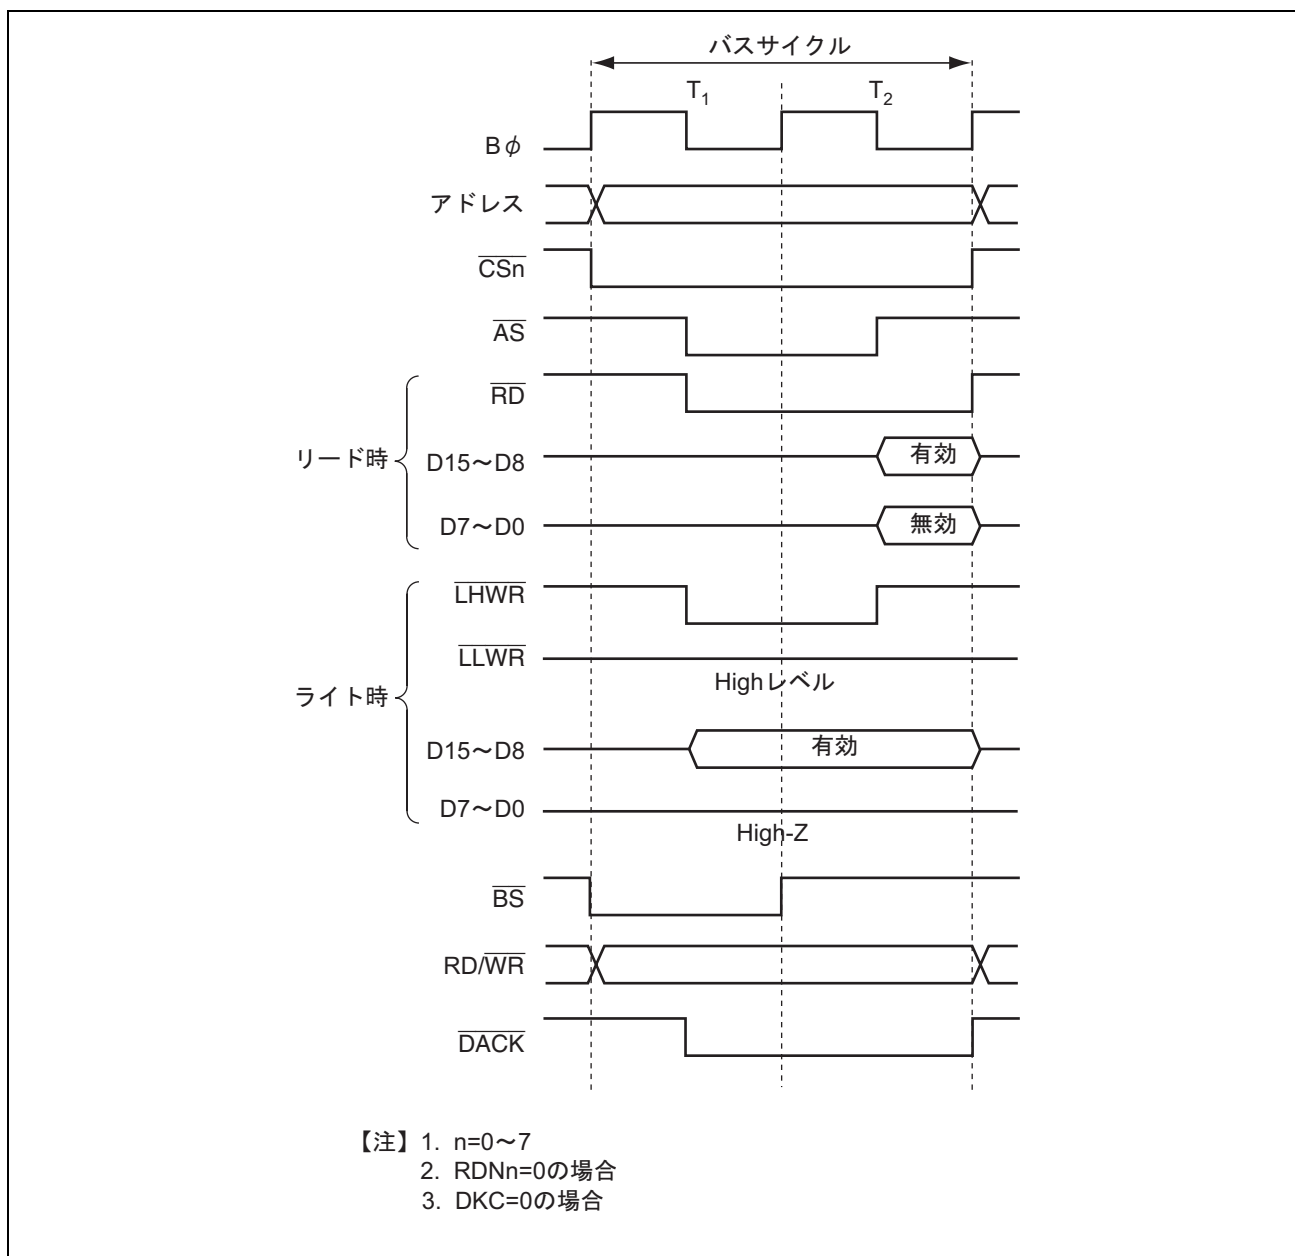 バスサイクル
T1 T2
Bφ
アドレス
CSn
AS
RD
リード時
D15～D8 有効
D7～D0 無効
LHWR
LLWR
Highレベル
ライト時
D15～D8 有効
D7～D0
High-Z
BS
RD/WR
DACK
【注】1. n=0～7
2. RDNn=0の場合
3. DKC=0の場合